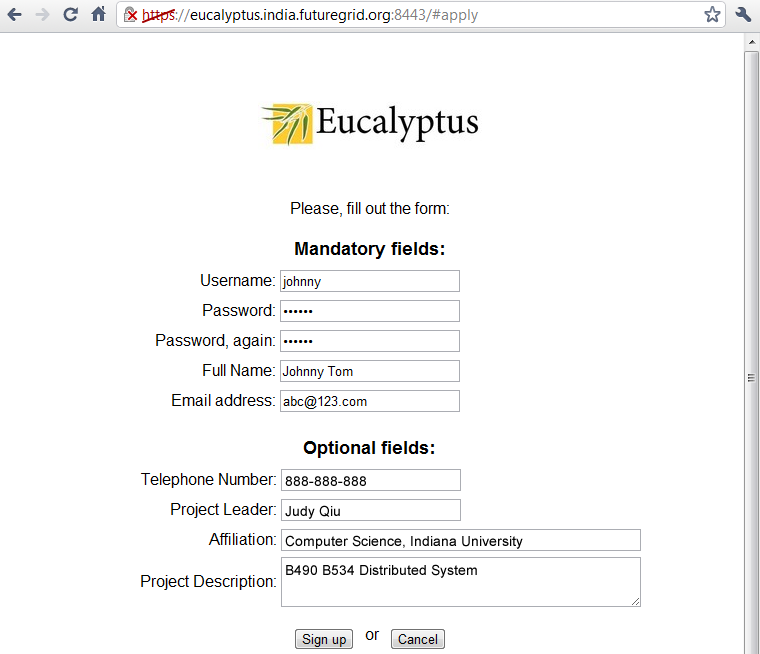 https://eucalyptus.india.futuregrid.org:8443/#apply
Eucalyptus
Please, fill out the form:
Mandatory fields:
Username: johnny
Password: ••••••
Password, again: ••••••
Full Name: Johnny Tom
Email address: abc@123.com
Optional fields:
Telephone Number: 888-888-888
Project Leader: Judy Qiu
Affiliation: Computer Science, Indiana University
Project Description: B490 B534 Distributed System
Sign up or Cancel